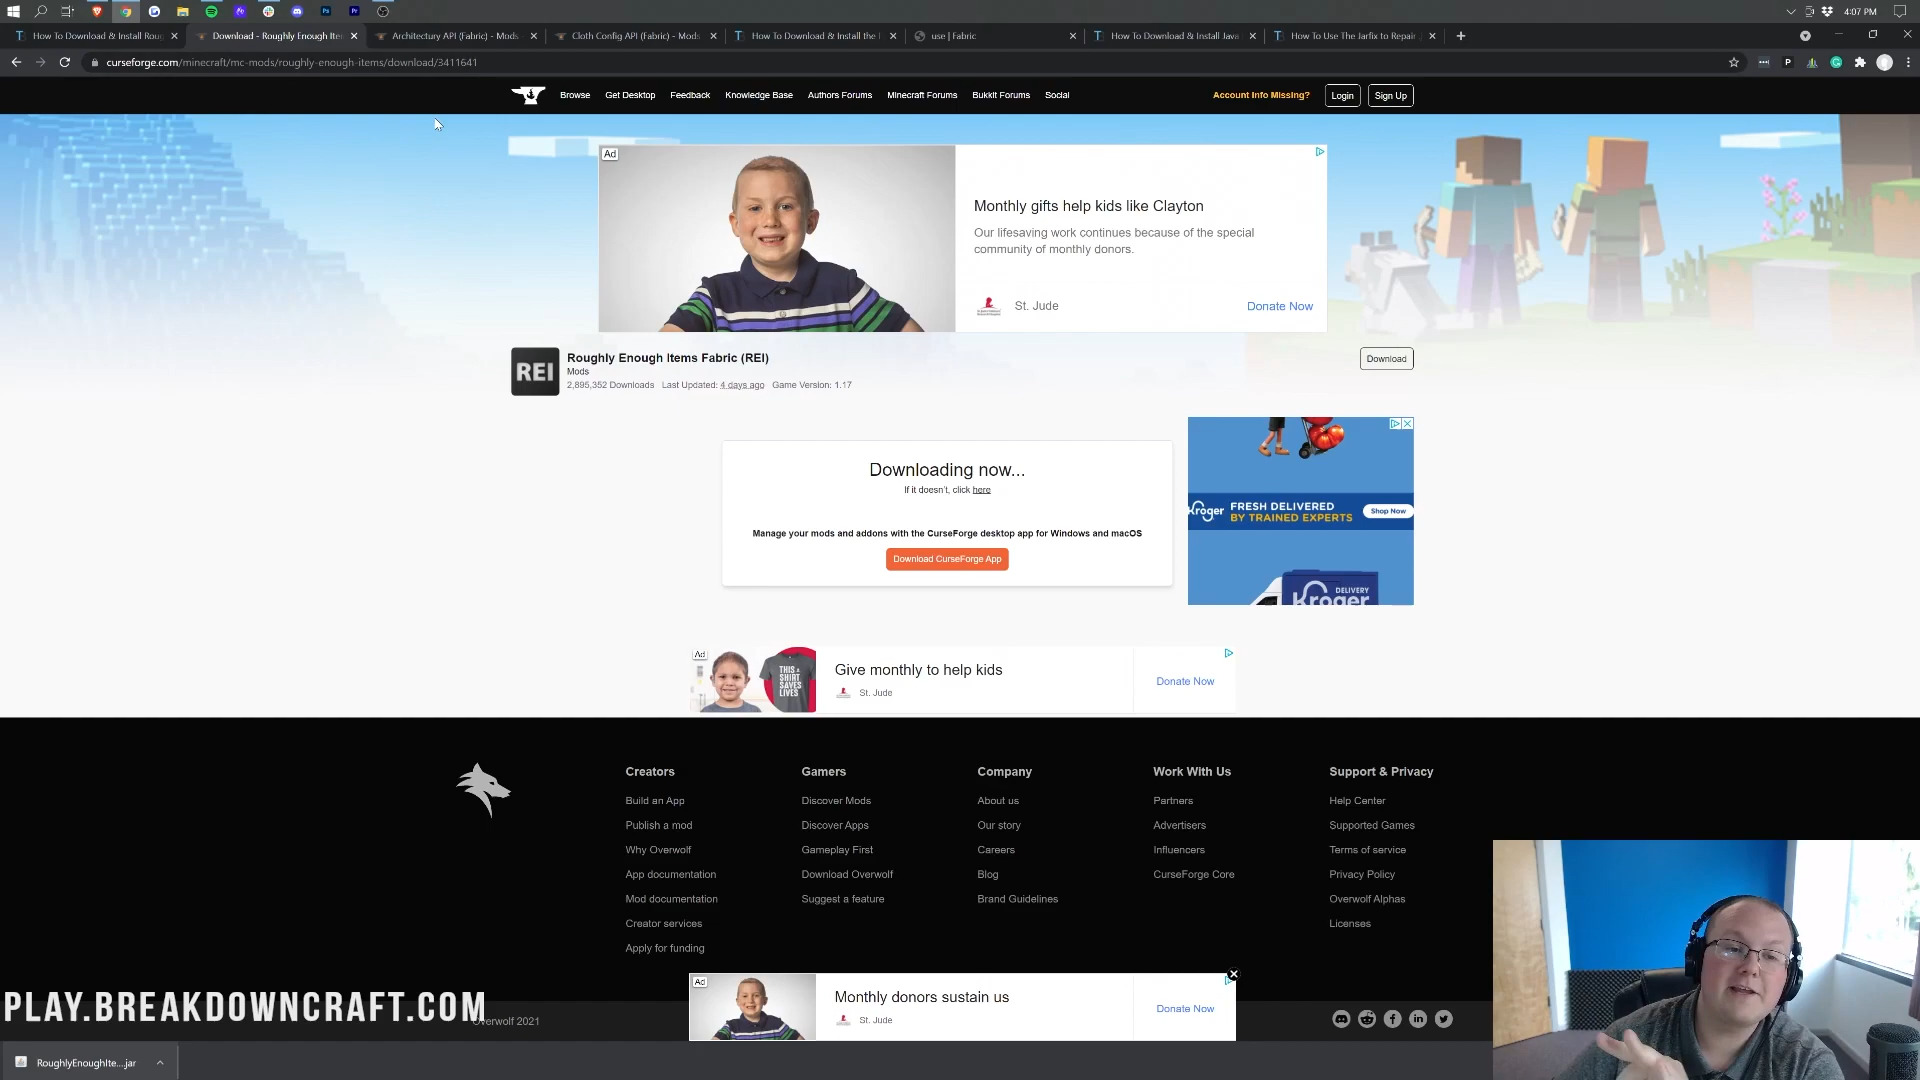 4:07 PM
How To Download & Install Roug
Download - Roughly Enough Ite
Architectury API (Fabric) - Mods
Cloth Config API (Fabric) - Mods
How To Download & Install the
use | Fabric
How To Download & Install Java
How To Use The Jarfix to Repair
curseforge.com/minecraft/mc-mods/roughly-enough-items/download/3411641
Browse
Get Desktop
Feedback
Knowledge Base
Authors Forums
Minecraft Forums
Bukkit Forums
Social
Account Info Missing?
Login
Sign Up
Ad
Monthly gifts help kids like Clayton
Our lifesaving work continues because of the special
community of monthly donors.
St. Jude
Donate Now
REI
Roughly Enough Items Fabric (REI)
Mods
2,895,352 Downloads Last Updated: 4 days ago Game Version: 1.17
Download
Downloading now...
If it doesn't, click here
Manage your mods and addons with the CurseForge desktop app for Windows and macOS
Download CurseForge App
Kroger
FRESH DELIVERED
BY TRAINED EXPERTS
Shop Now
DELIVERY
Kroger
Ad
THIS
SHIRT
SAVES
LIVES
Give monthly to help kids
St. Jude
Donate Now
Creators
Build an App
Publish a mod
Why Overwolf
App documentation
Mod documentation
Creator services
Apply for funding
Gamers
Discover Mods
Discover Apps
Gameplay First
Download Overwolf
Suggest a feature
Company
About us
Our story
Careers
Blog
Brand Guidelines
Work With Us
Partners
Advertisers
Influencers
CurseForge Core
Support & Privacy
Help Center
Supported Games
Terms of service
Privacy Policy
Overwolf Alphas
Licenses
Ad
Monthly donors sustain us
St. Jude
Donate Now
PLAY.BREAKDOWNCRAFT.COM
Overwolf 2021
RoughlyEnoughIte....jar